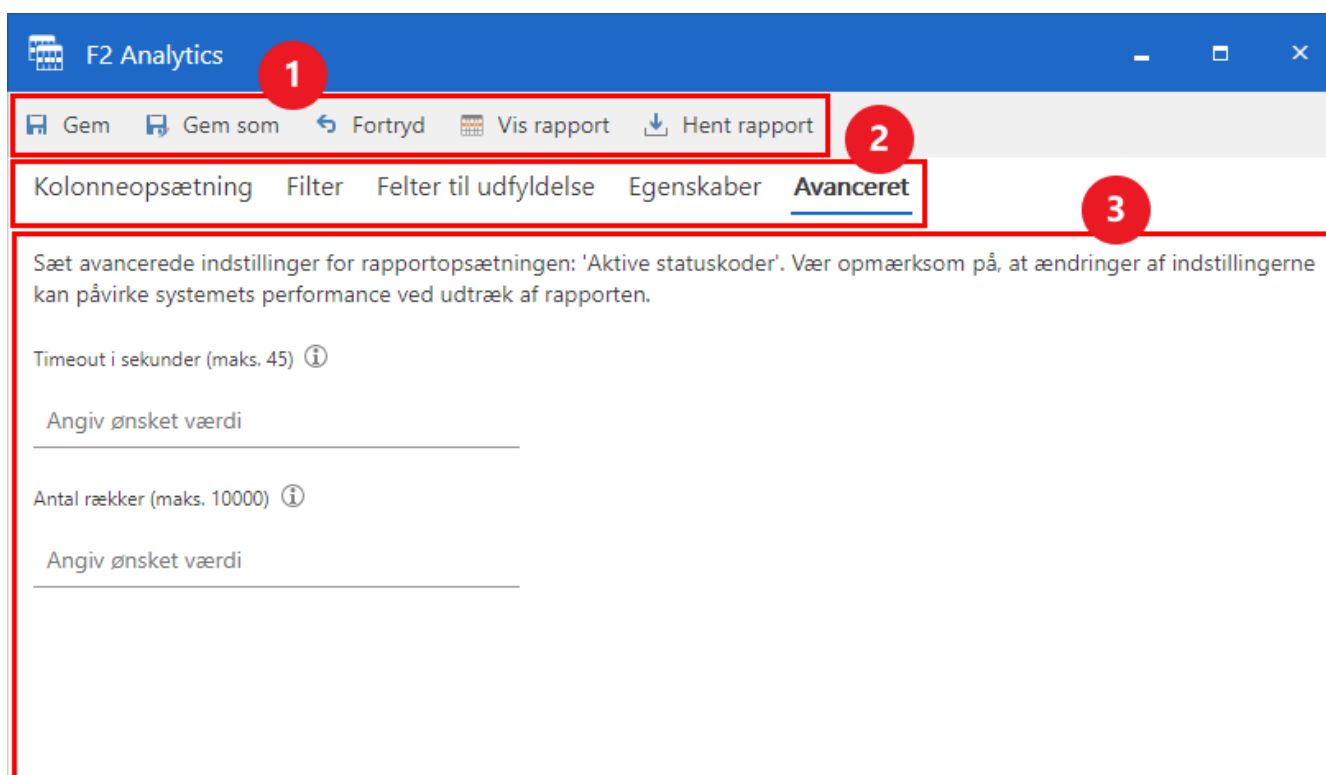 F2 Analytics
1
Gem Gem som Fortryd Vis rapport Hent rapport
2
Kolonneopsætning Filter Felter til udfyldelse Egenskaber Avanceret
3
Sæt avancerede indstillinger for rapportopsætningen: 'Aktive statuskoder'. Vær opmærksom på, at ændringer af indstillingerne
kan påvirke systemets performance ved udtræk af rapporten.
Timeout i sekunder (maks. 45)
Angiv ønsket værdi
Antal rækker (maks. 10000)
Angiv ønsket værdi